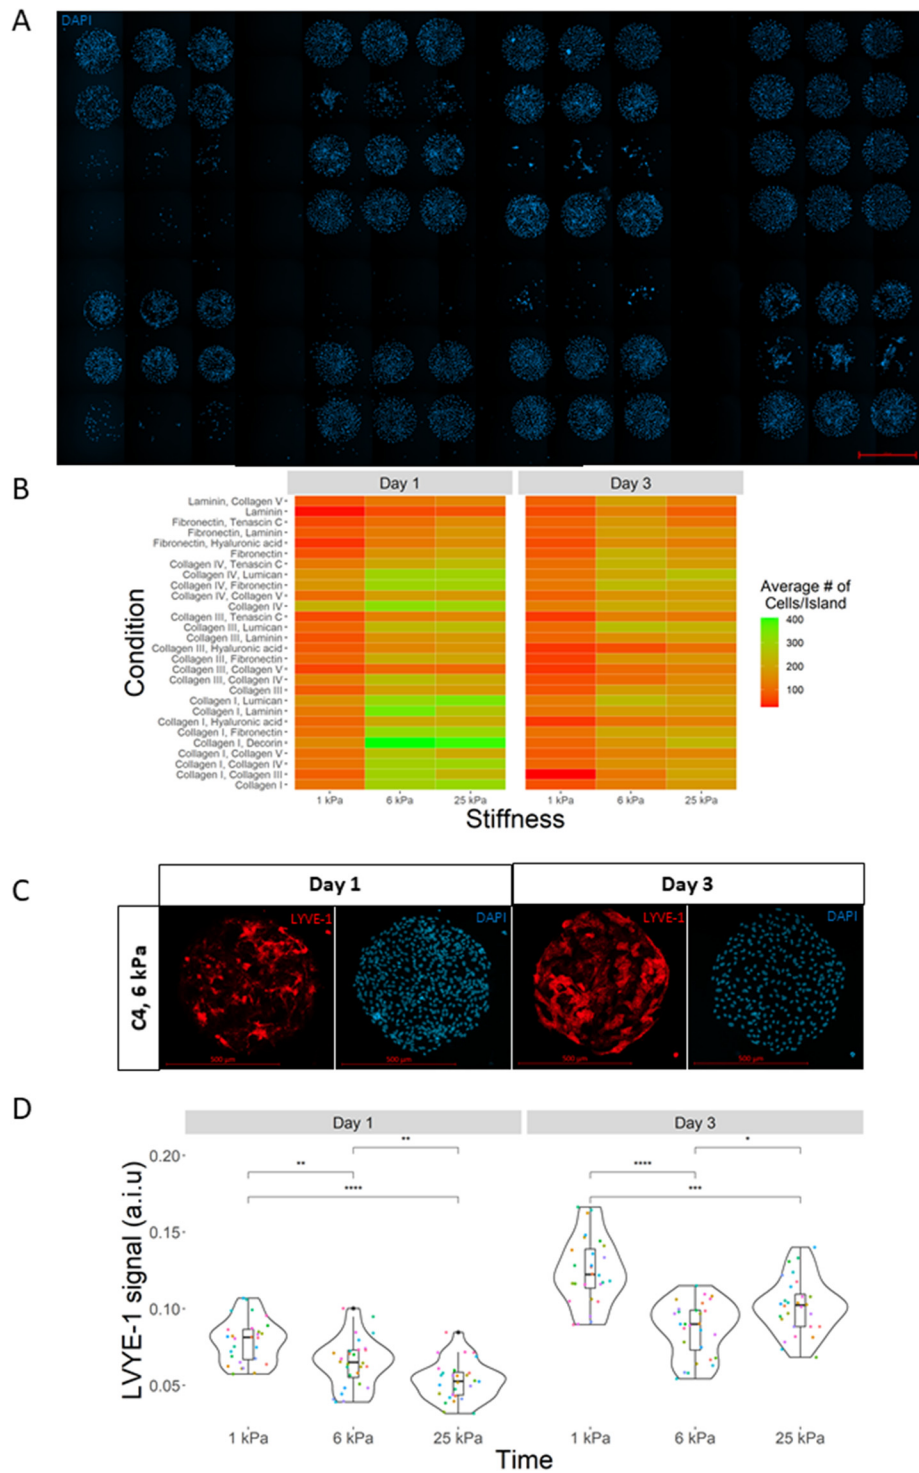 A
DAPI
B
Day 1
Day 3
Laminin, Collagen V
Laminin
Fibronectin, Tenascin C
Fibronectin, Laminin
Fibronectin, Hyaluronic acid
Fibronectin
Collagen IV, Tenascin C
Collagen IV, Lumican
Collagen IV, Fibronectin
Collagen IV, Collagen V
Collagen IV
Collagen III, Tenascin C
Collagen III, Lumican
Collagen III, Laminin
Collagen III, Hyaluronic acid
Collagen III, Fibronectin
Collagen III, Collagen V
Collagen III, Collagen IV
Collagen III
Collagen I, Lumican
Collagen I, Laminin
Collagen I, Hyaluronic acid
Collagen I, Fibronectin
Collagen I, Decorin
Collagen I, Collagen V
Collagen I, Collagen IV
Collagen I, Collagen III
Collagen I
Condition
1 kPa
6 kPa
25 kPa
1 kPa
6 kPa
25 kPa
Stiffness
Average # of
Cells/Island
400
300
200
100
C
Day 1
Day 3
C4, 6 kPa
LYVE-1
DAPI
LYVE-1
DAPI
500 µm
500 µm
500 µm
500 µm
D
Day 1
Day 3
LVYE-1 signal (a.i.u)
0.20
0.15
0.10
0.05
**
**
****
*
****
***
1 kPa
6 kPa
25 kPa
1 kPa
6 kPa
25 kPa
Time